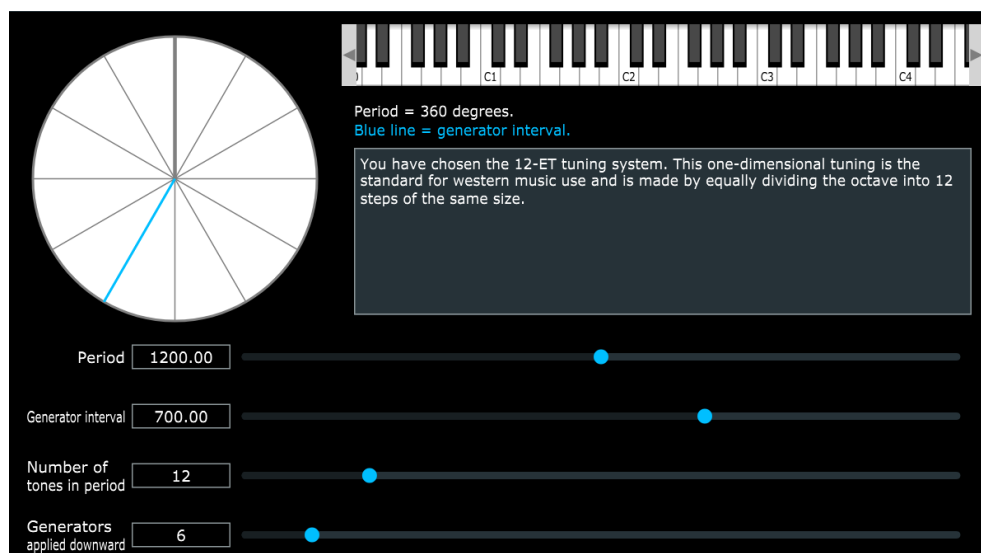 C1
C2
C3
C4
Period = 360 degrees.
Blue line = generator interval.
You have chosen the 12-ET tuning system. This one-dimensional tuning is the
standard for western music use and is made by equally dividing the octave into 12
steps of the same size.
Period 1200.00
Generator interval 700.00
Number of
tones in period 12
Generators
applied downward 6